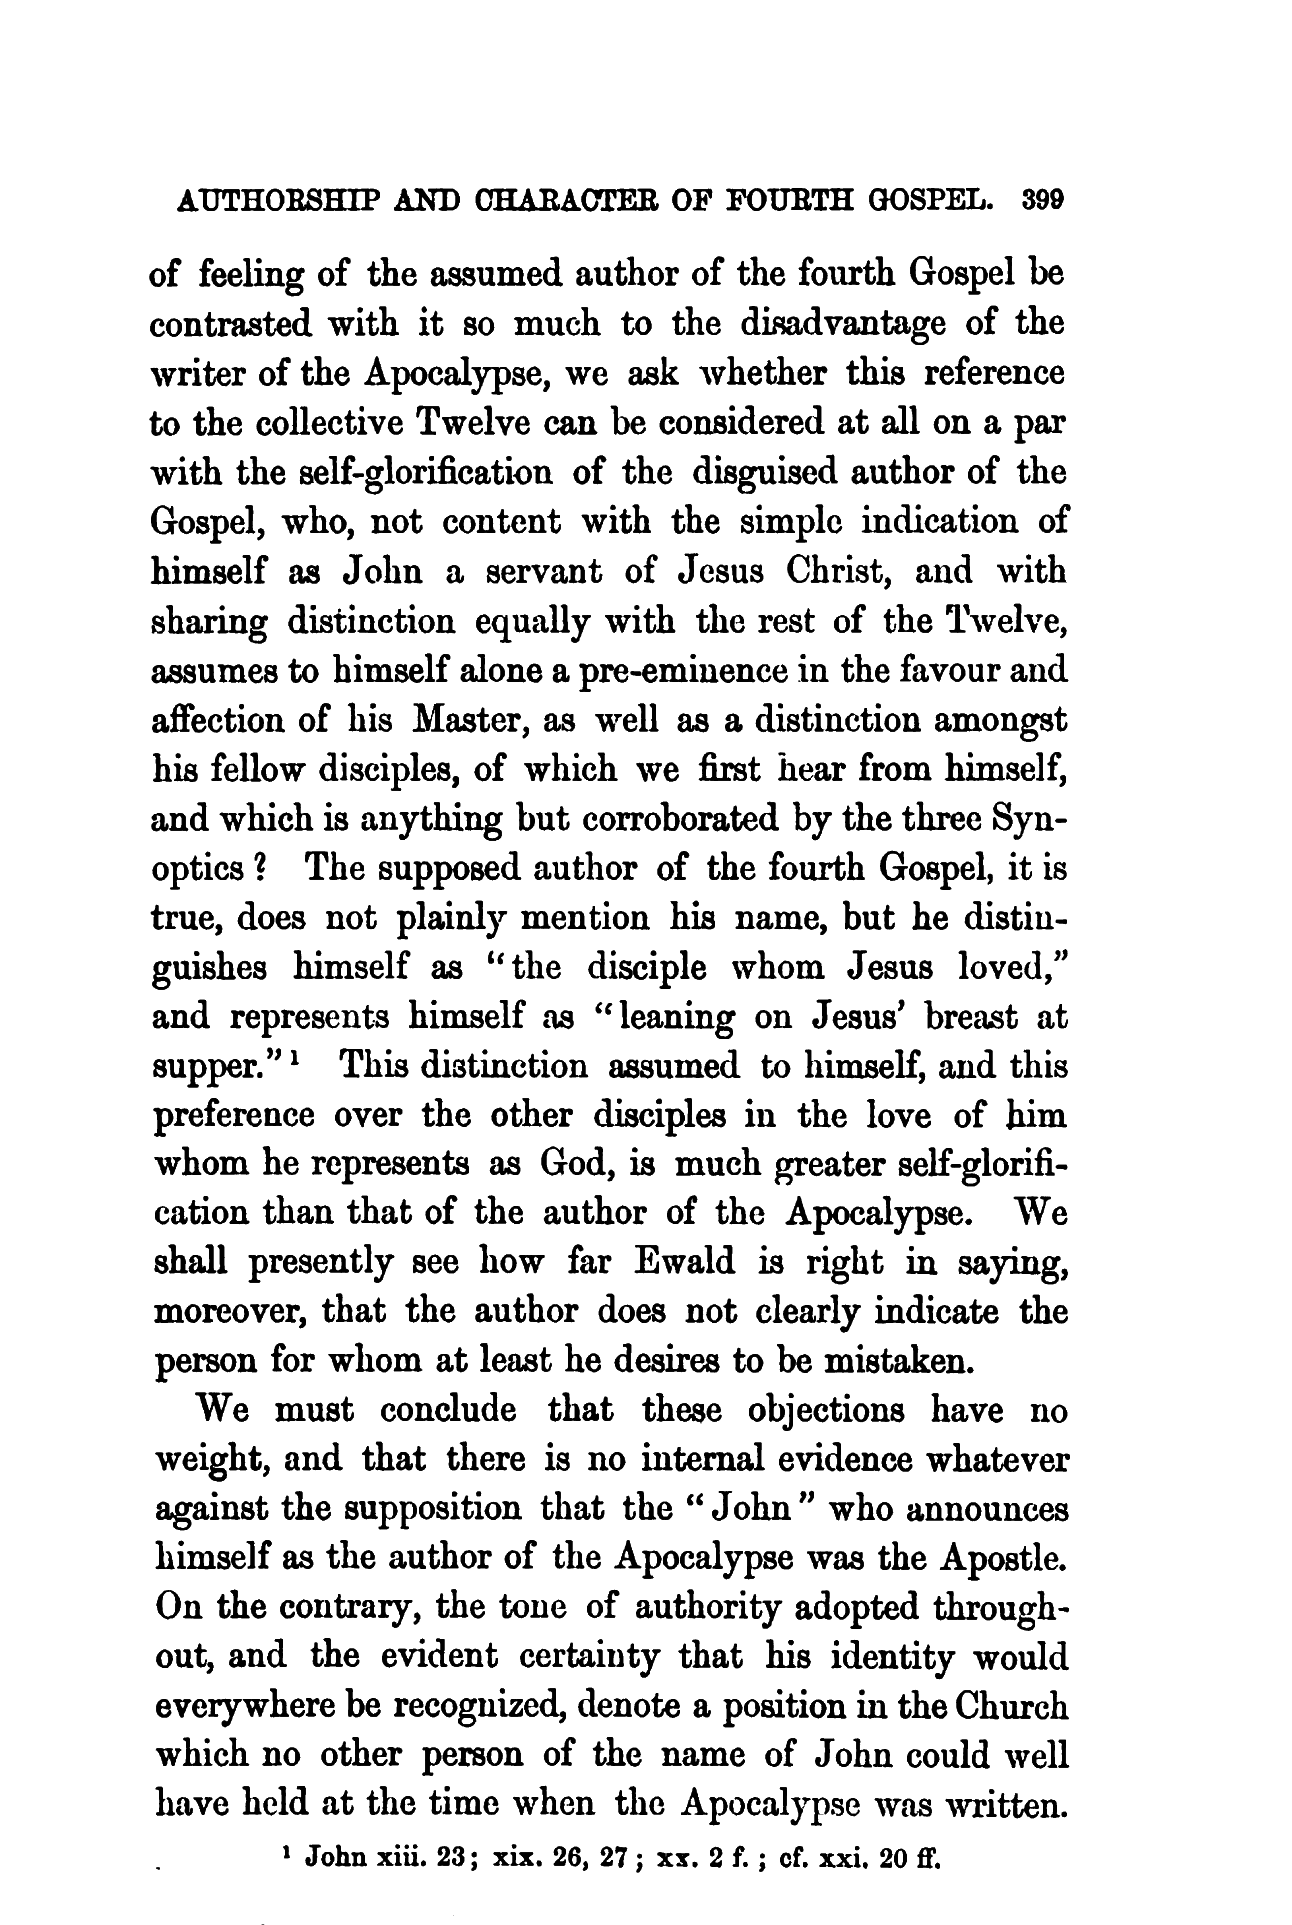 AUTHORSHIP AND CHARACTER OF FOURTH GOSPEL. 399
of feeling of the assumed author of the fourth Gospel be
contrasted with it so much to the disadvantage of the
writer of the Apocalypse, we ask whether this reference
to the collective Twelve can be considered at all on a par
with the self-glorification of the disguised author of the
Gospel, who, not content with the simple indication of
himself as John a servant of Jesus Christ, and with
sharing distinction equally with the rest of the Twelve,
assumes to himself alone a pre-eminence in the favour and
affection of his Master, as well as a distinction amongst
his fellow disciples, of which we first hear from himself,
and which is anything but corroborated by the three Syn-
optics? The supposed author of the fourth Gospel, it is
true, does not plainly mention his name, but he distin-
guishes himself as "the disciple whom Jesus loved,"
and represents himself as "leaning on Jesus' breast at
supper."¹ This distinction assumed to himself, and this
preference over the other disciples in the love of him
whom he represents as God, is much greater self-glorifi-
cation than that of the author of the Apocalypse. We
shall presently see how far Ewald is right in saying,
moreover, that the author does not clearly indicate the
person for whom at least he desires to be mistaken.
We must conclude that these objections have no
weight, and that there is no internal evidence whatever
against the supposition that the "John" who announces
himself as the author of the Apocalypse was the Apostle.
On the contrary, the tone of authority adopted through-
out, and the evident certainty that his identity would
everywhere be recognized, denote a position in the Church
which no other person of the name of John could well
have held at the time when the Apocalypse was written.
¹ John xiii. 23; xix. 26, 27; xx. 2 f.; cf. xxi. 20 ff.